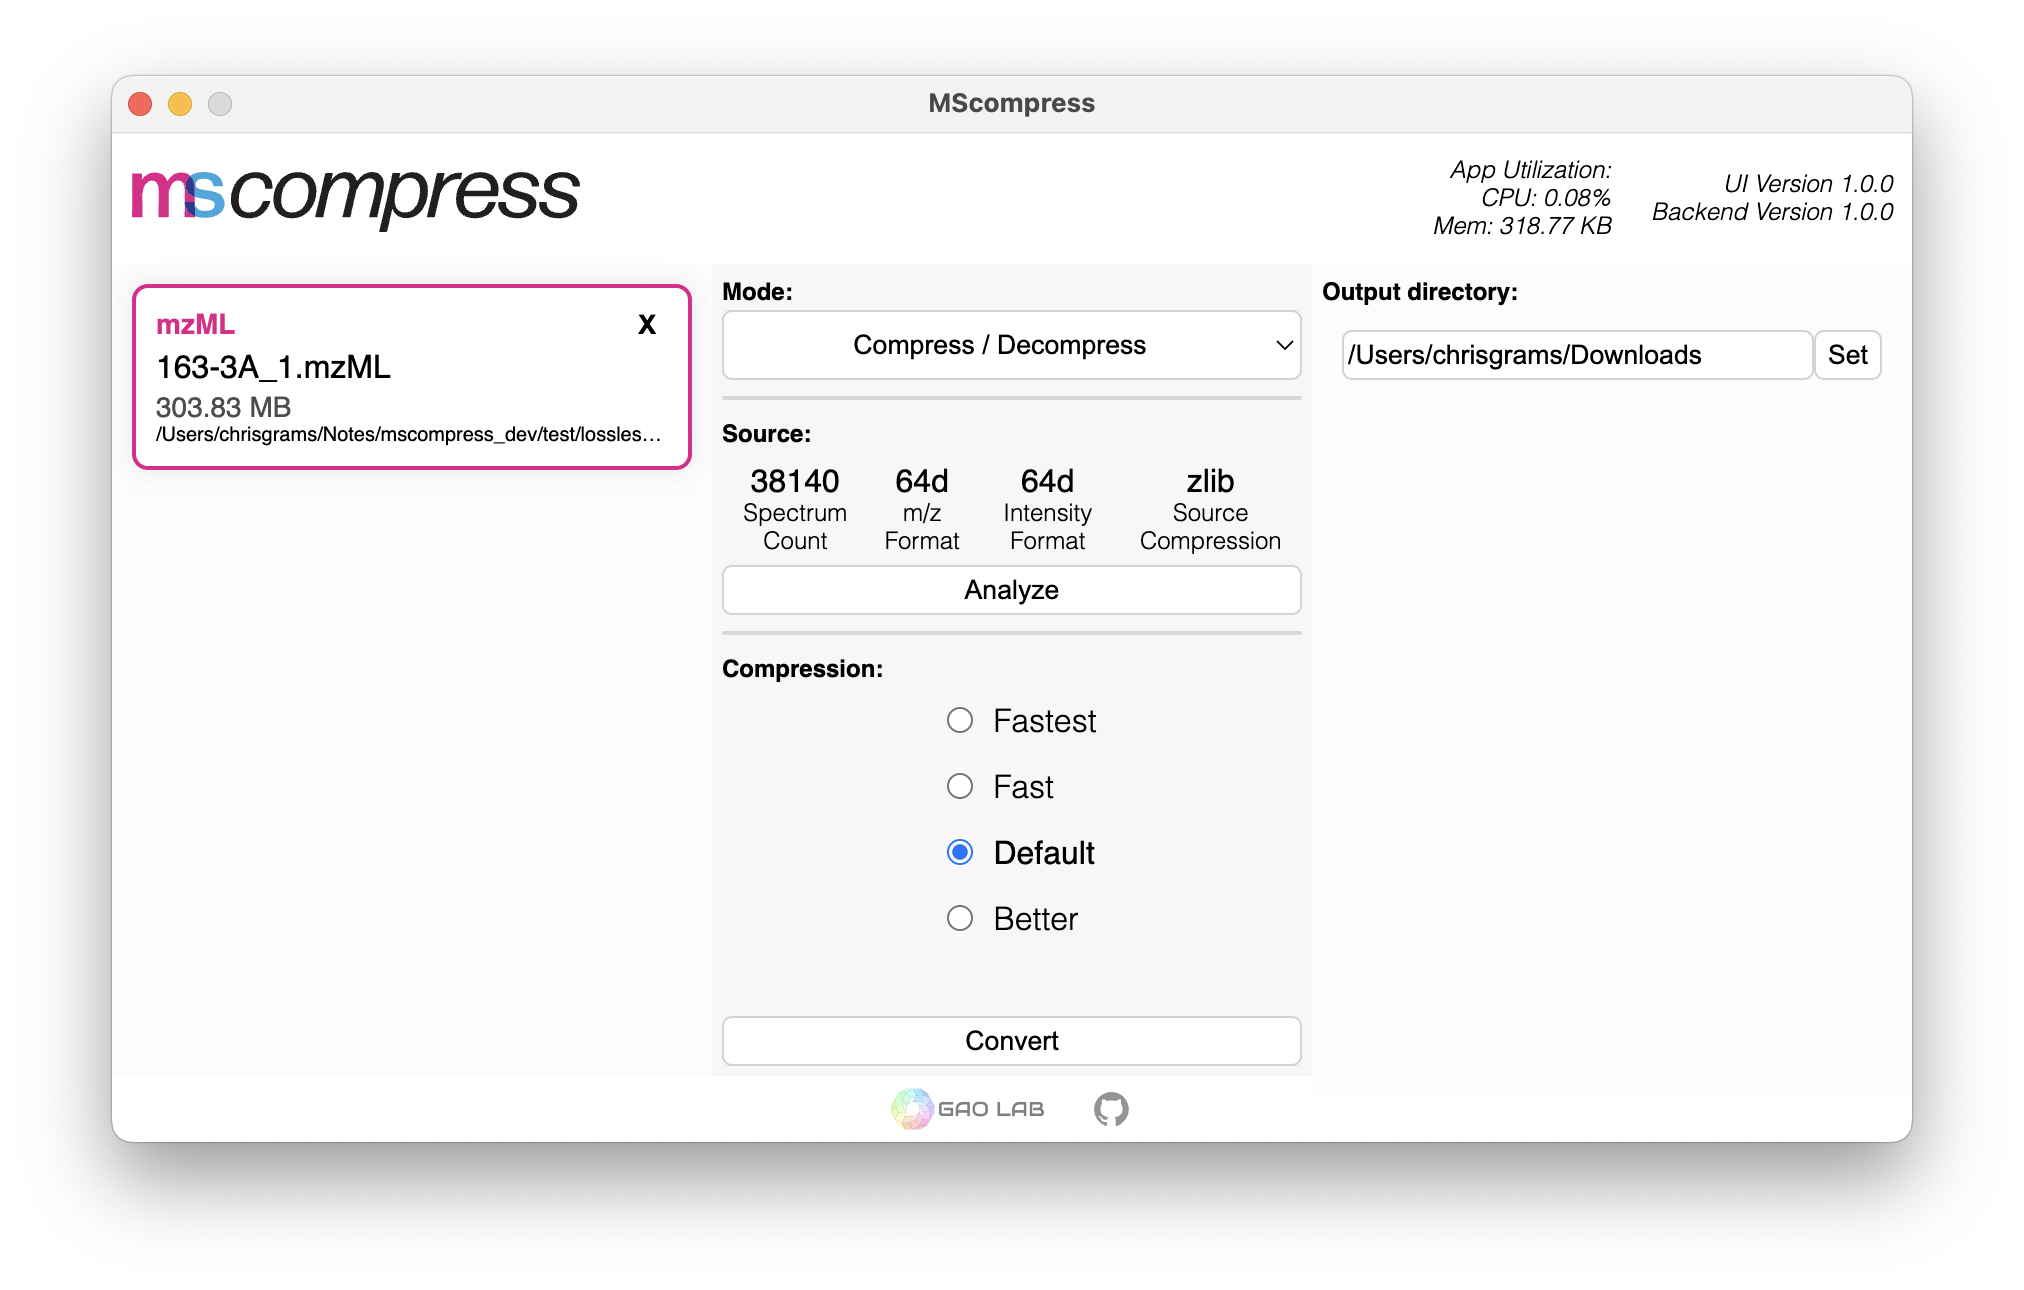 MScompress
mscompress
App Utilization:
CPU: 0.08%
Mem: 318.77 KB
UI Version 1.0.0
Backend Version 1.0.0
mzML
X
163-3A_1.mzML
303.83 MB
/Users/chrisgrams/Notes/mscompress_dev/test/lossles...
Mode:
Compress / Decompress
Source:
38140
Spectrum
Count
64d
m/z
Format
64d
Intensity
Format
zlib
Source
Compression
Analyze
Compression:
Fastest
Fast
Default
Better
Convert
Output directory:
/Users/chrisgrams/Downloads
Set
GAO LAB